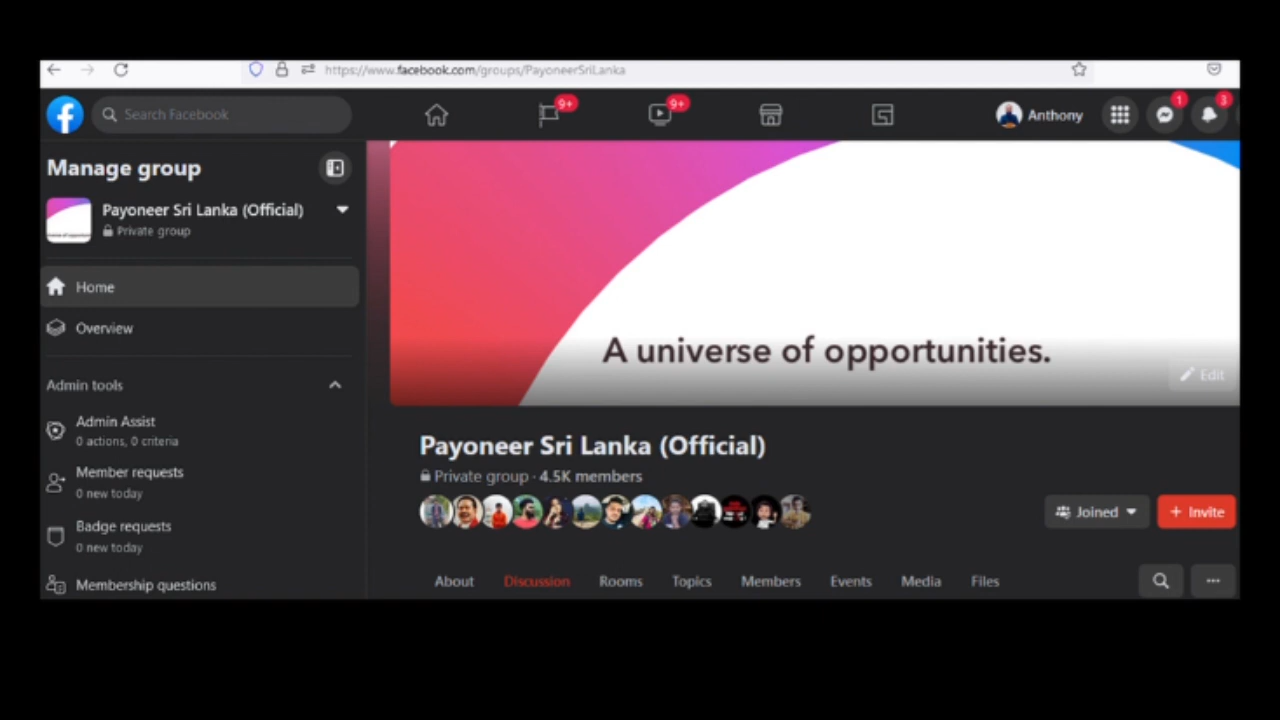 https://www.facebook.com/groups/PayoneerSriLanka
Search Facebook
9+
9+
Anthony
1
3
Manage group
Payoneer Sri Lanka (Official)
Private group
Home
Overview
Admin tools
Admin Assist
0 actions, 0 criteria
Member requests
0 new today
Badge requests
0 new today
Membership questions
A universe of opportunities.
Edit
Payoneer Sri Lanka (Official)
Private group · 4.5K members
Joined
+ Invite
About Discussion Rooms Topics Members Events Media Files